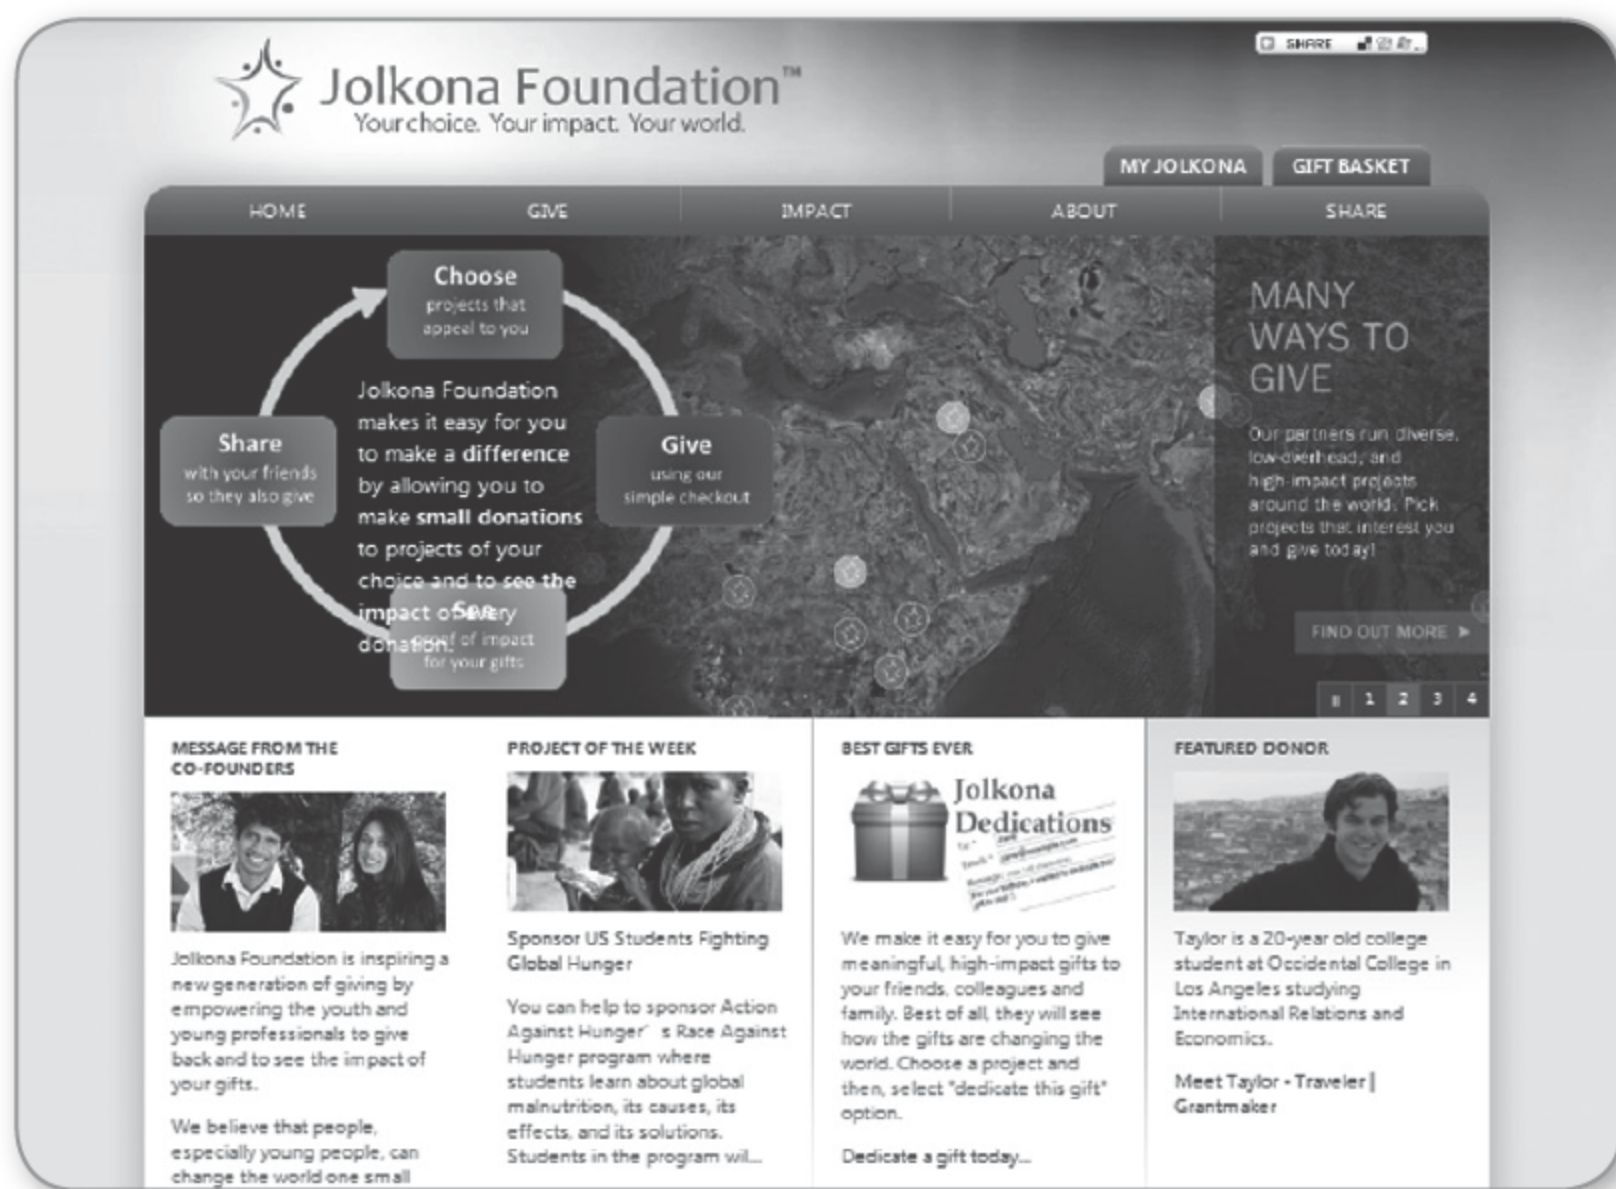 SHARE
Jolkona Foundation™
Your choice. Your impact. Your world.
MY JOLKONA
GIFT BASKET
HOME
GIVE
IMPACT
ABOUT
SHARE
Choose
projects that
appeal to you
Share
with your friends
so they also give
Jolkona Foundation
makes it easy for you
to make a difference
by allowing you to
make small donations
to projects of your
choice and to see the
impact of every
donation.
Give
using our
simple checkout
See
proof of impact
for your gifts
MANY
WAYS TO
GIVE
Our partners run diverse,
low-overhead, and
high-impact projects
around the world. Pick
projects that interest you
and give today!
FIND OUT MORE
1
2
3
4
MESSAGE FROM THE
CO-FOUNDERS
Jolkona Foundation is inspiring a
new generation of giving by
empowering the youth and
young professionals to give
back and to see the impact of
your gifts.
We believe that people,
especially young people, can
change the world one small
PROJECT OF THE WEEK
Sponsor US Students Fighting
Global Hunger
You can help to sponsor Action
Against Hunger´ s Race Against
Hunger program where
students learn about global
malnutrition, its causes, its
effects, and its solutions.
Students in the program wil...
BEST GIFTS EVER
Jolkona
Dedications
We make it easy for you to give
meaningful, high-impact gifts to
your friends, colleagues and
family. Best of all, they will see
how the gifts are changing the
world. Choose a project and
then, select "dedicate this gift"
option.
Dedicate a gift today...
FEATURED DONOR
Taylor is a 20-year old college
student at Occidental College in
Los Angeles studying
International Relations and
Economics.
Meet Taylor - Traveler |
Grantmaker